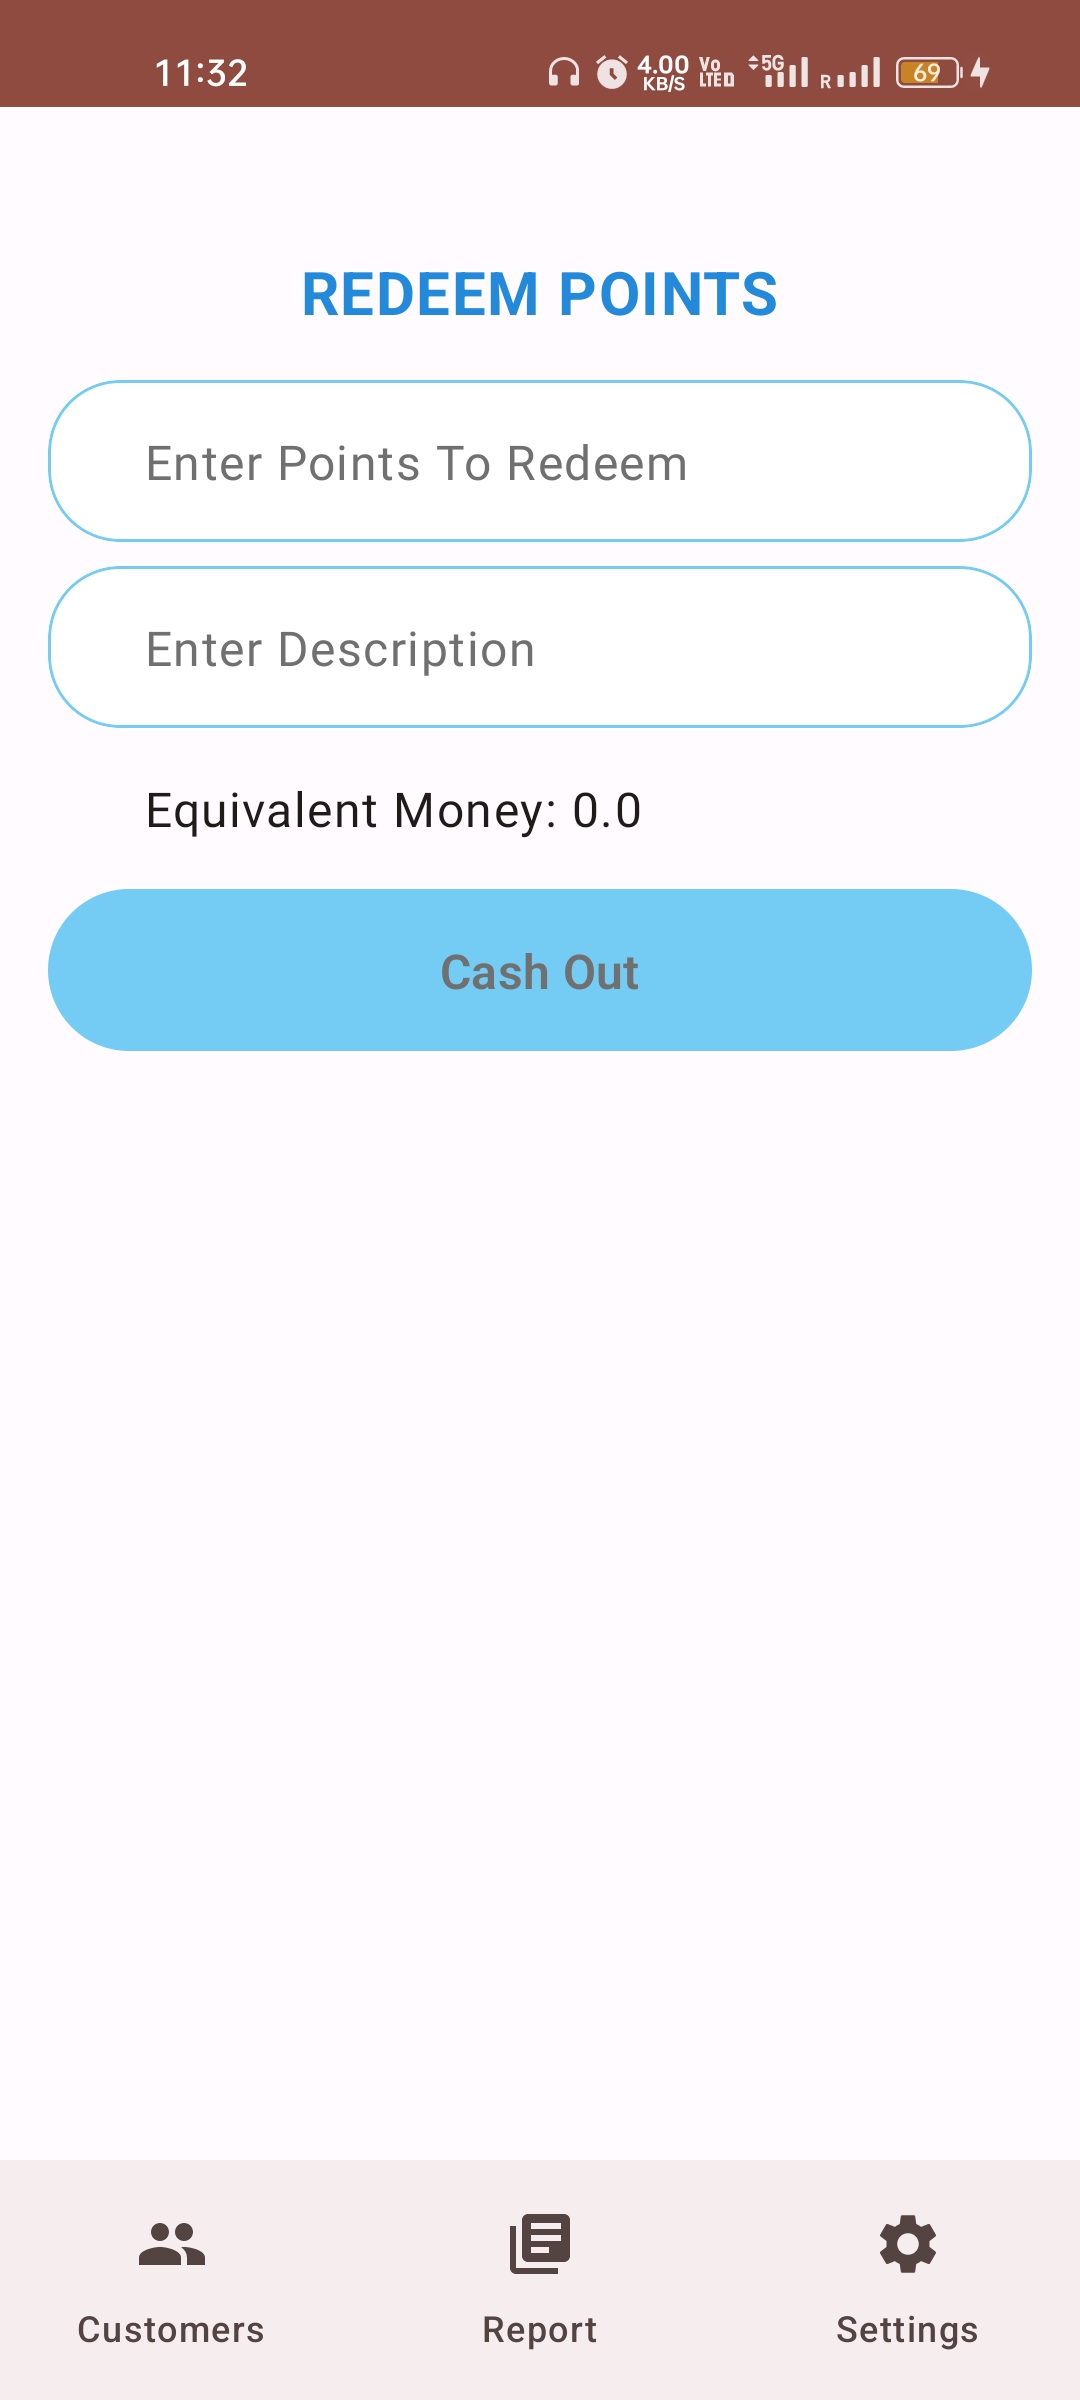 11:32 4.00 KB/S Vo LTED 5G R 69
REDEEM POINTS
Enter Points To Redeem
Enter Description
Equivalent Money: 0.0
Cash Out
Customers Report Settings